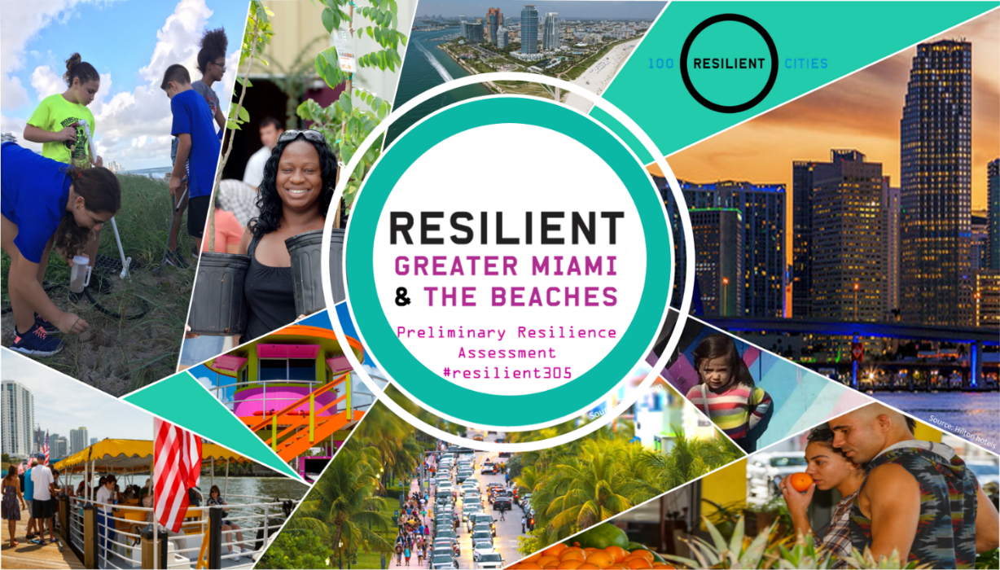 100 RESILIENT CITIES
RESILIENT
GREATER MIAMI
& THE BEACHES
Preliminary Resilience
Assessment
#resilient305
Source: Hilton hotels